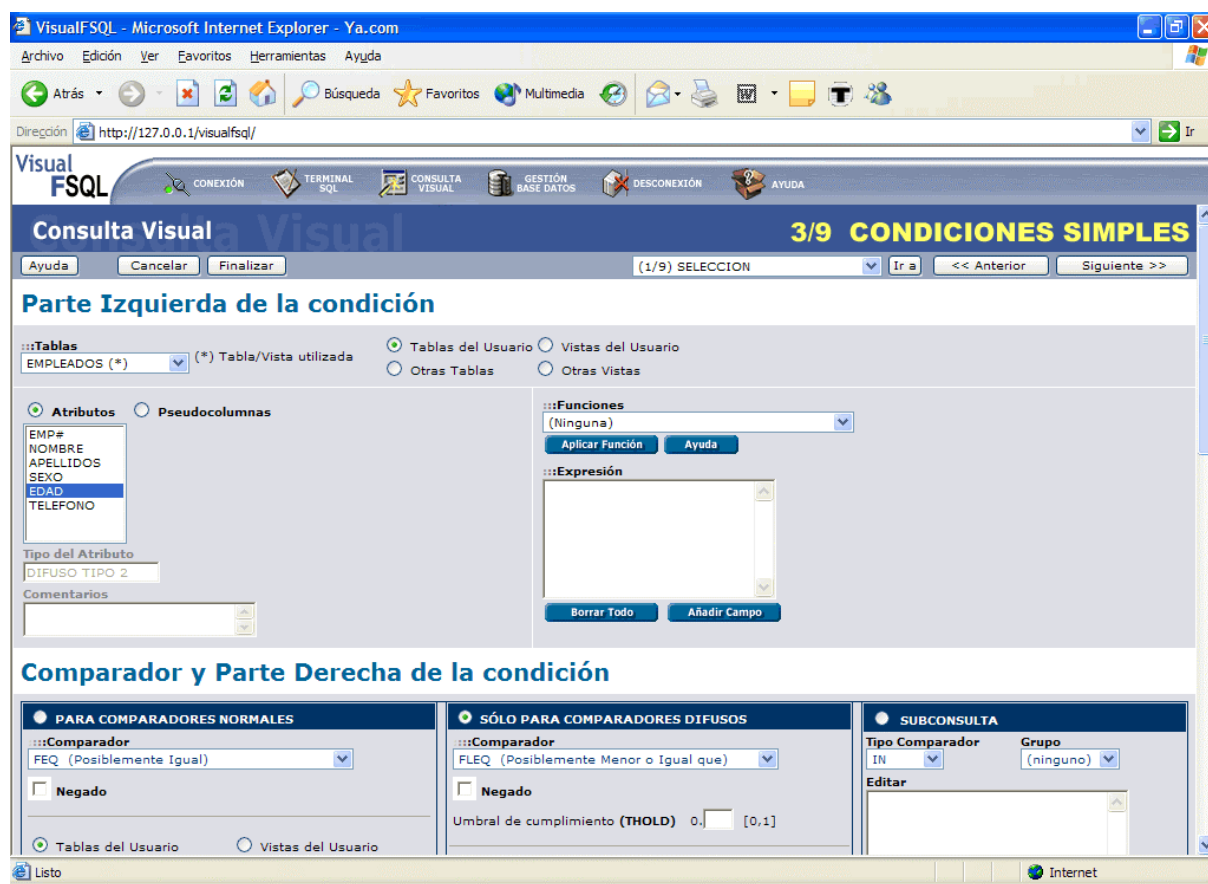 VisualFSQL - Microsoft Internet Explorer - Ya.com
Archivo Edición Ver Favoritos Herramientas Ayuda
Atrás Búsqueda Favoritos Multimedia
Dirección http://127.0.0.1/visualfsql/ Ir
Visual FSQL CONEXIÓN TERMINAL SQL CONSULTA VISUAL GESTIÓN BASE DATOS DESCONEXIÓN AYUDA
Consulta Visual 3/9 CONDICIONES SIMPLES
Ayuda Cancelar Finalizar (1/9) SELECCION Ir a << Anterior Siguiente >>
Parte Izquierda de la condición
:::Tablas
EMPLEADOS (*) (*) Tabla/Vista utilizada
Tablas del Usuario Vistas del Usuario
Otras Tablas Otras Vistas
Atributos Pseudocolumnas
EMP#
NOMBRE
APELLIDOS
SEXO
EDAD
TELEFONO
Tipo del Atributo
DIFUSO TIPO 2
Comentarios
:::Funciones
(Ninguna)
Aplicar Función Ayuda
:::Expresión
Borrar Todo Añadir Campo
Comparador y Parte Derecha de la condición
PARA COMPARADORES NORMALES
:::Comparador
FEQ (Posiblemente Igual)
Negado
Tablas del Usuario Vistas del Usuario
SÓLO PARA COMPARADORES DIFUSOS
:::Comparador
FLEQ (Posiblemente Menor o Igual que)
Negado
Umbral de cumplimiento (THOLD) 0. [0,1]
SUBCONSULTA
Tipo Comparador Grupo
IN (ninguno)
Editar
Listo Internet